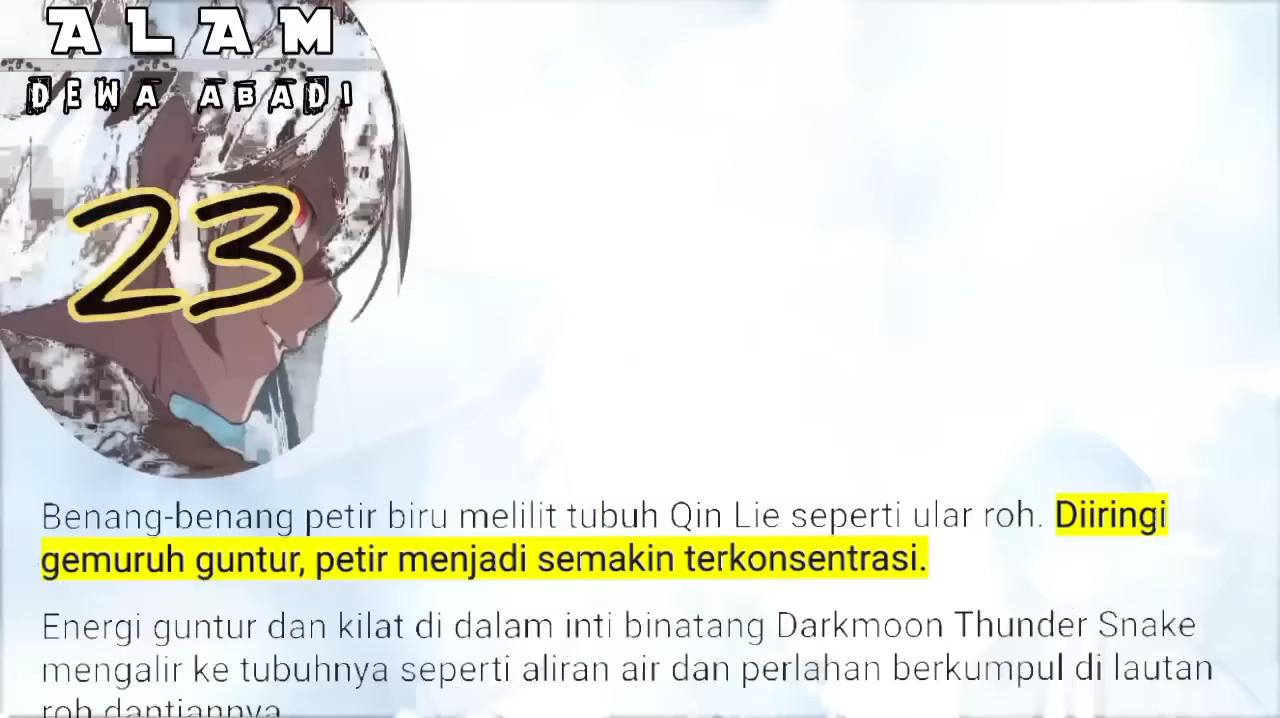 ALAM
DEWA ABADI
23
Benang-benang petir biru melilit tubuh Qin Lie seperti ular roh. Diiringi
gemuruh guntur, petir menjadi semakin terkonsentrasi.
Energi guntur dan kilat di dalam inti binatang Darkmoon Thunder Snake
mengalir ke tubuhnya seperti aliran air dan perlahan berkumpul di lautan
roh dantiannya.